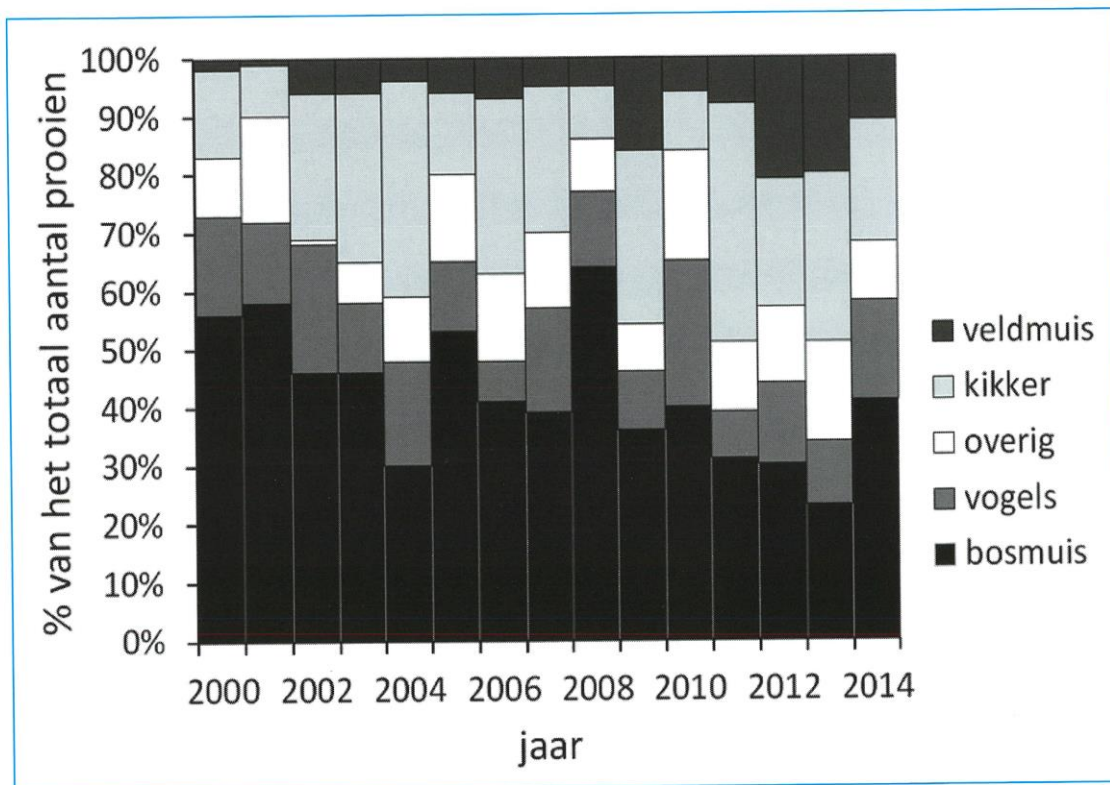 % van het totaal aantal prooien
100%
90%
80%
70%
60%
50%
40%
30%
20%
10%
0%
2000 2002 2004 2006 2008 2010 2012 2014
jaar
veldmuis
kikker
overig
vogels
bosmuis